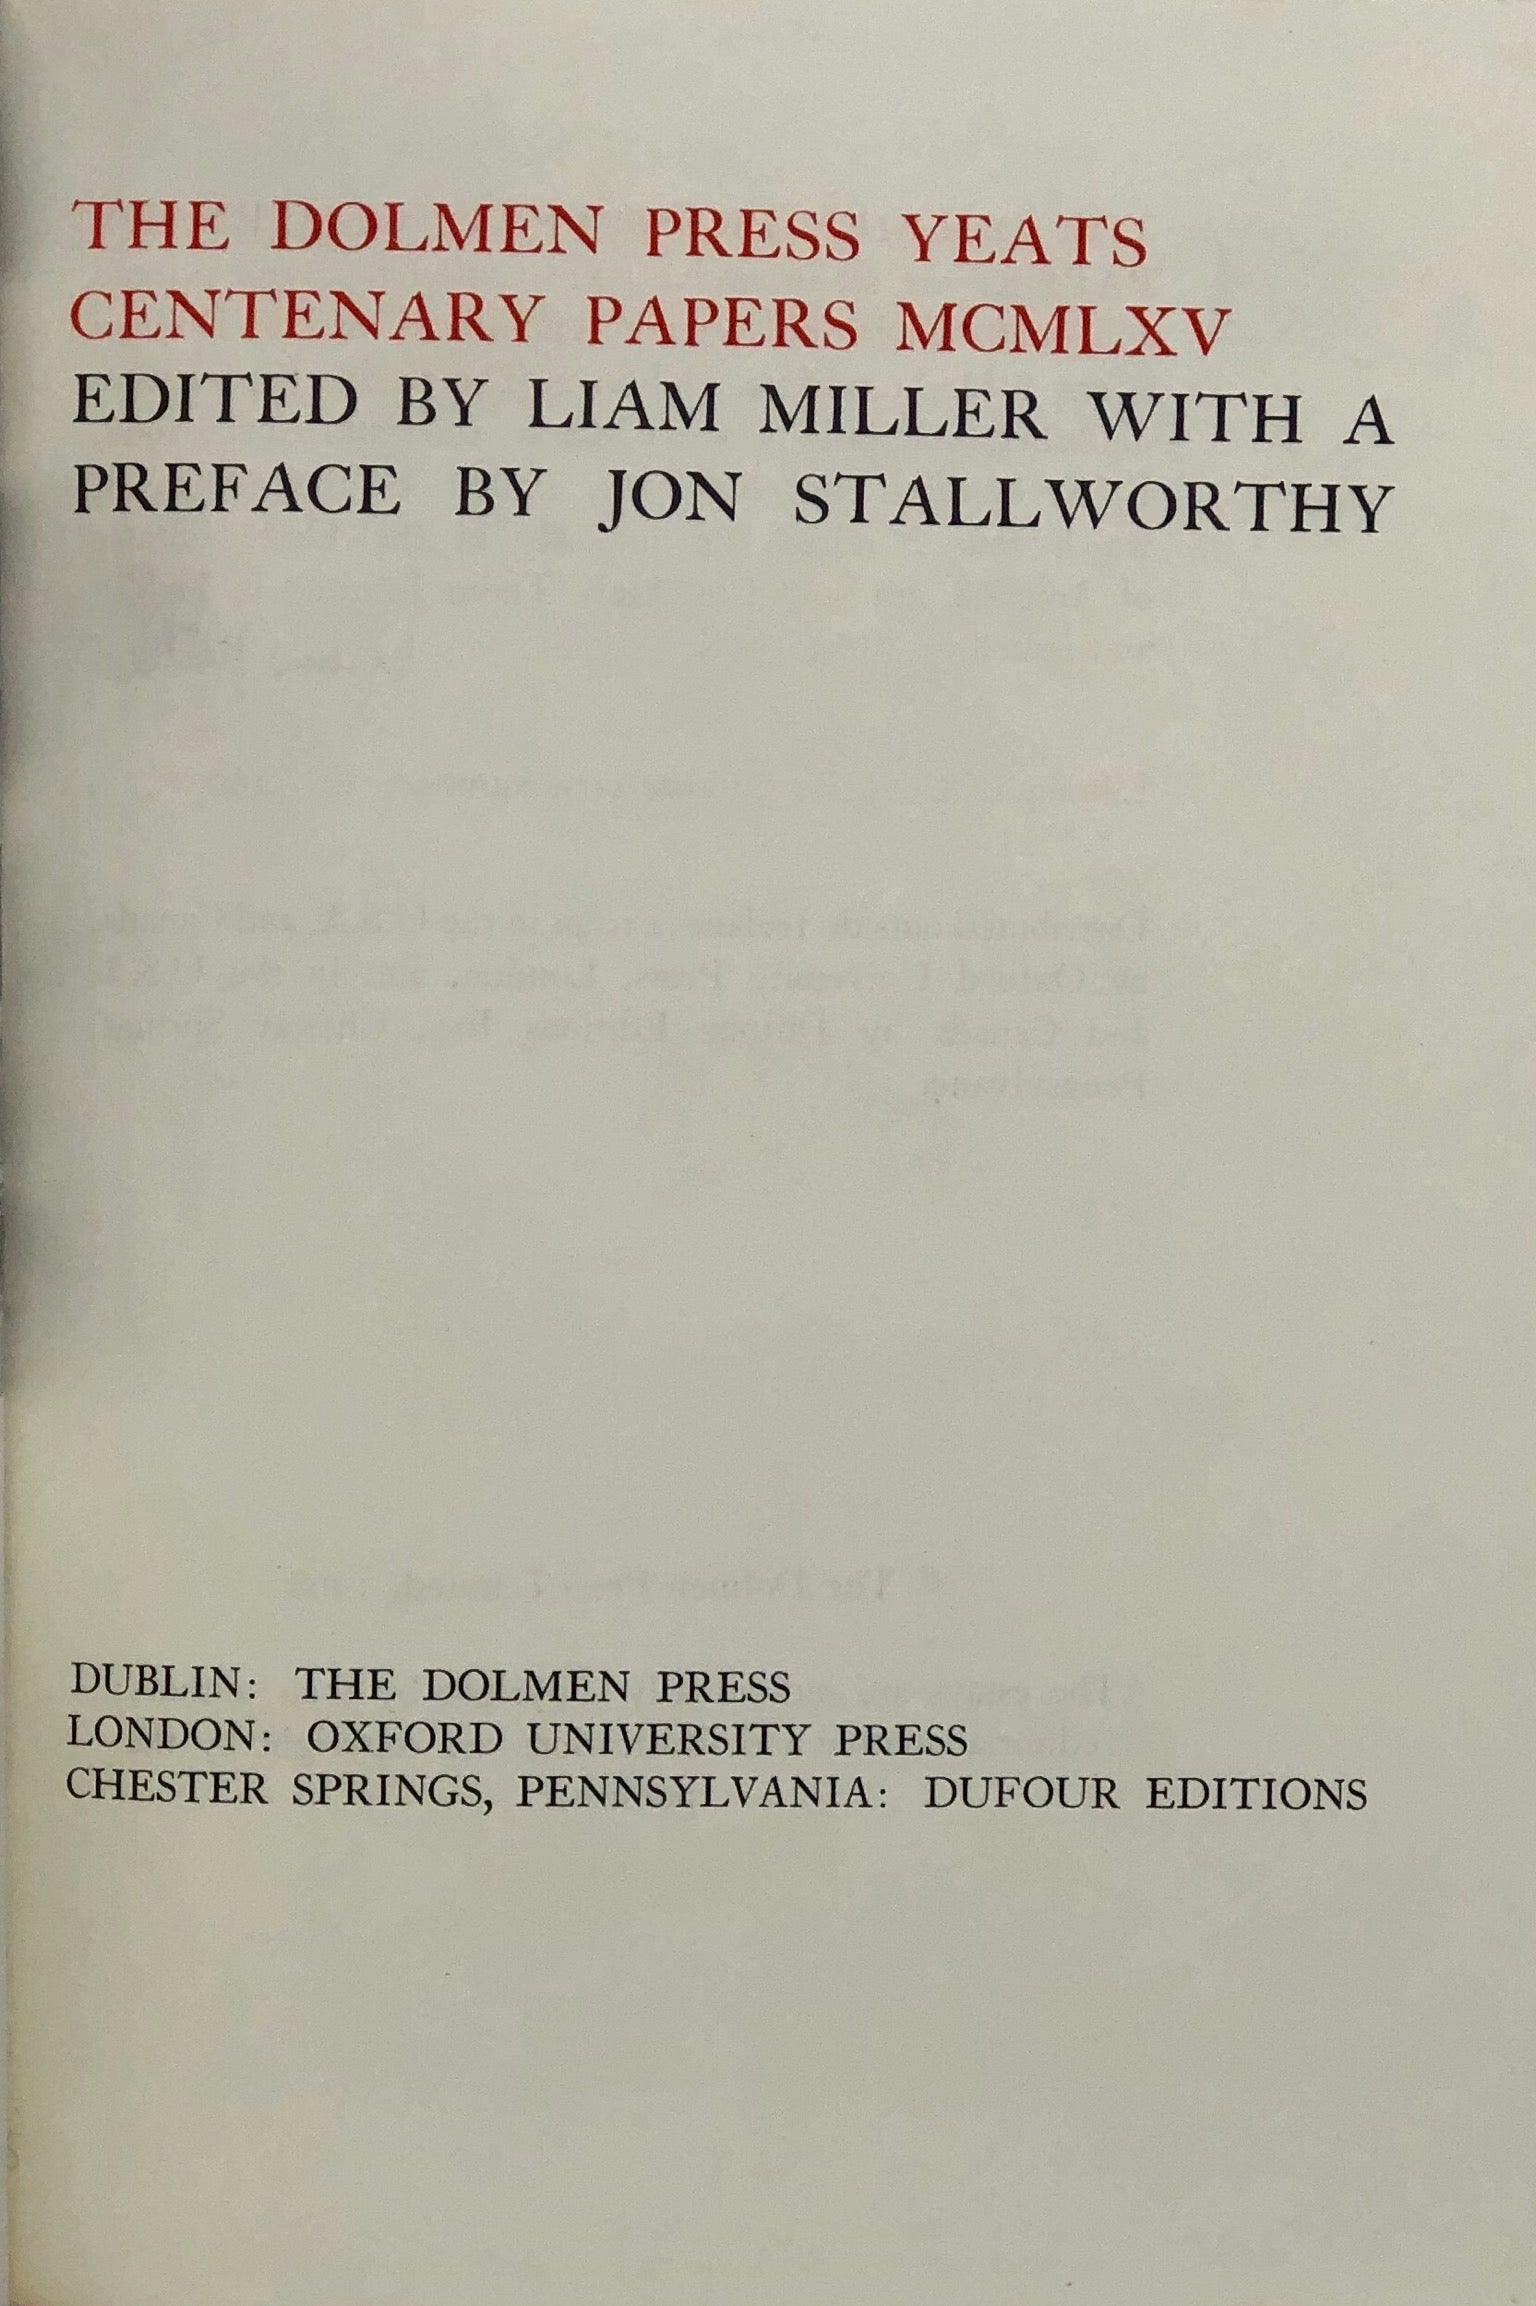 THE DOLMEN PRESS YEATS
CENTENARY PAPERS MCMLXV
EDITED BY LIAM MILLER WITH A
PREFACE BY JON STALLWORTHY
DUBLIN: THE DOLMEN PRESS
LONDON: OXFORD UNIVERSITY PRESS
CHESTER SPRINGS, PENNSYLVANIA: DUFOUR EDITIONS